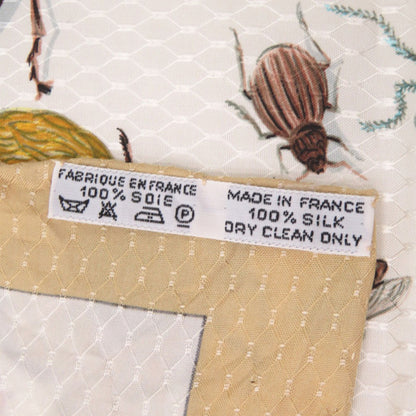 FABRIQUE EN FRANCE
100% SOIE
P
MADE IN FRANCE
100% SILK
DRY CLEAN ONLY